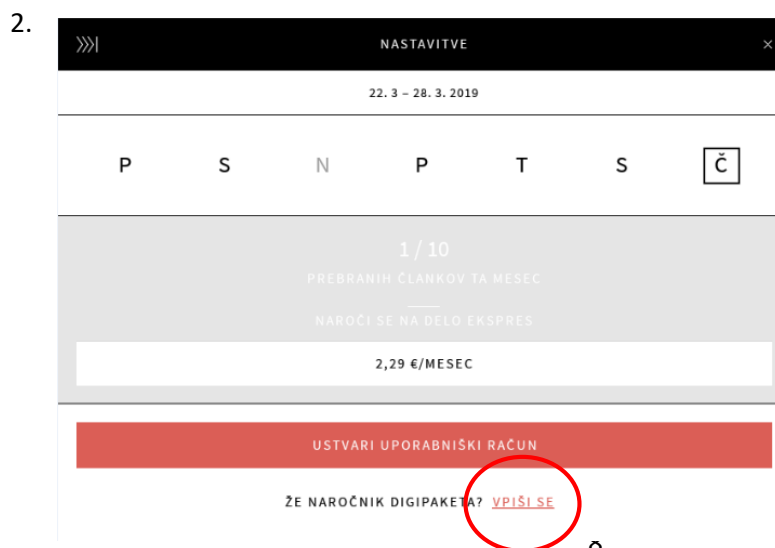 2.
NASTAVITVE ×
22. 3 – 28. 3. 2019
P S N P T S Č
1 / 10
PREBRANIH ČLANKOV TA MESEC
NAROČI SE NA DELO EKSPRES
2,29 €/MESEC
USTVARI UPORABNIŠKI RAČUN
ŽE NAROČNIK DIGIPAKETA? VPIŠI SE